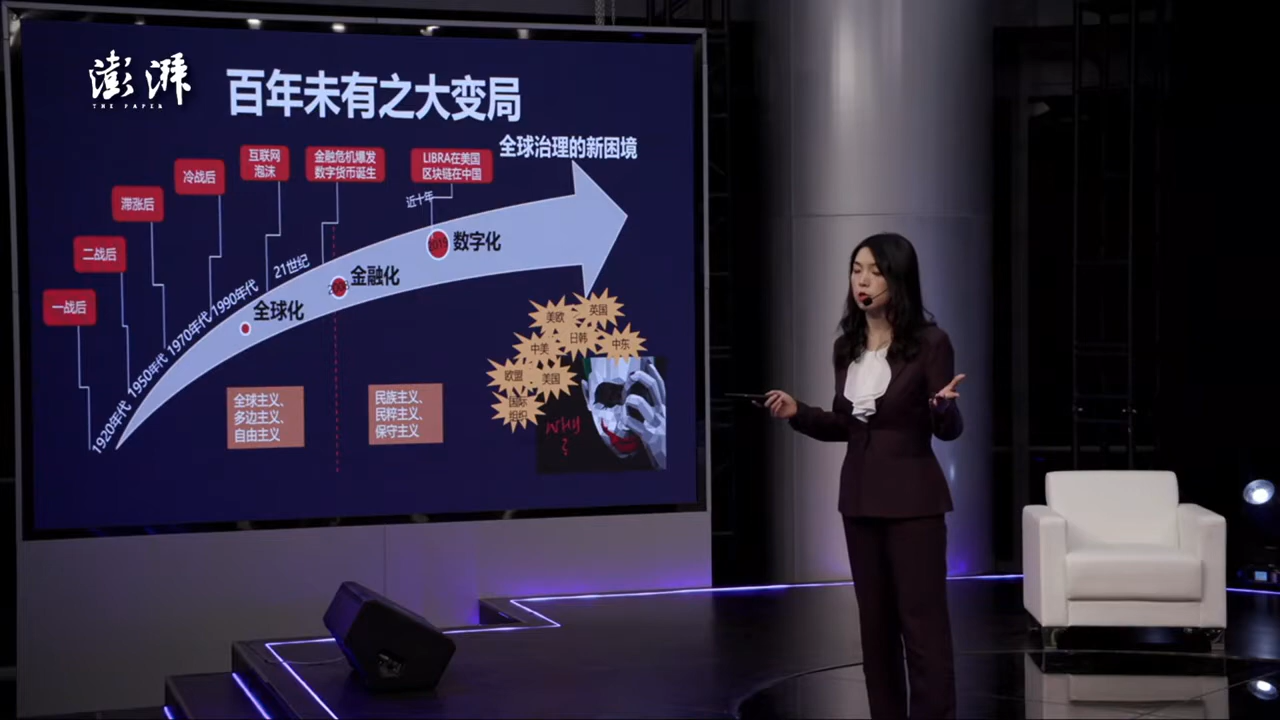 澎湃
THE PAPER
百年未有之大变局
全球治理的新困境
一战后
二战后
滞涨后
冷战后
互联网
泡沫
金融危机爆发
数字货币诞生
LIBRA在美国
区块链在中国
近十年
1920年代
1950年代
1970年代
1990年代
21世纪
全球化
金融化
数字化
全球主义、
多边主义、
自由主义
民族主义、
民粹主义、
保守主义
美欧
英国
中美
日韩
中东
欧盟
美国
国际
组织
WHY
?